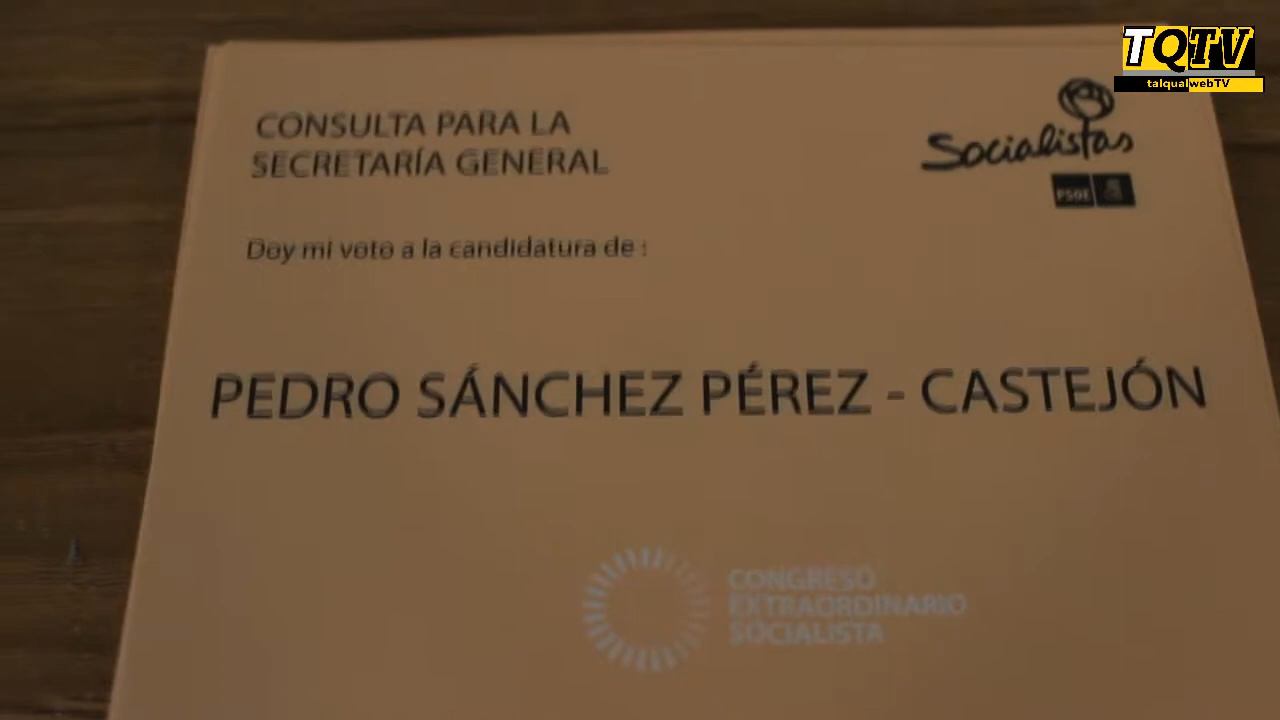 TQTV
talqualwebTV
CONSULTA PARA LA
SECRETARÍA GENERAL
Socialistas
PSOE
Doy mi voto a la candidatura de :
PEDRO SÁNCHEZ PÉREZ - CASTEJÓN
CONGRESO
EXTRAORDINARIO
SOCIALISTA